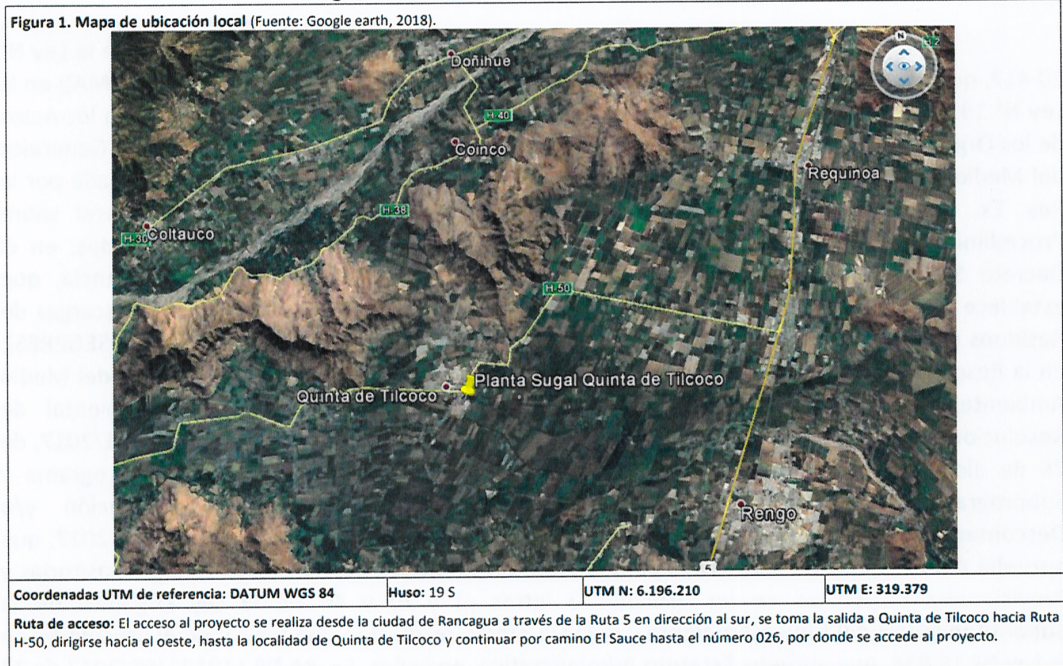 Figura 1. Mapa de ubicación local (Fuente: Google earth, 2018).
Doñihue
N
H-40
Coinco
Requinoa
H-38
H-30
Coltauco
H-50
Planta Sugal Quinta de Tilcoco
Quinta de Tilcoco
Rengo
5
Coordenadas UTM de referencia: DATUM WGS 84 Huso: 19 S UTM N: 6.196.210 UTM E: 319.379
Ruta de acceso: El acceso al proyecto se realiza desde la ciudad de Rancagua a través de la Ruta 5 en dirección al sur, se toma la salida a Quinta de Tilcoco hacia Ruta
H-50, dirigirse hacia el oeste, hasta la localidad de Quinta de Tilcoco y continuar por camino El Sauce hasta el número 026, por donde se accede al proyecto.